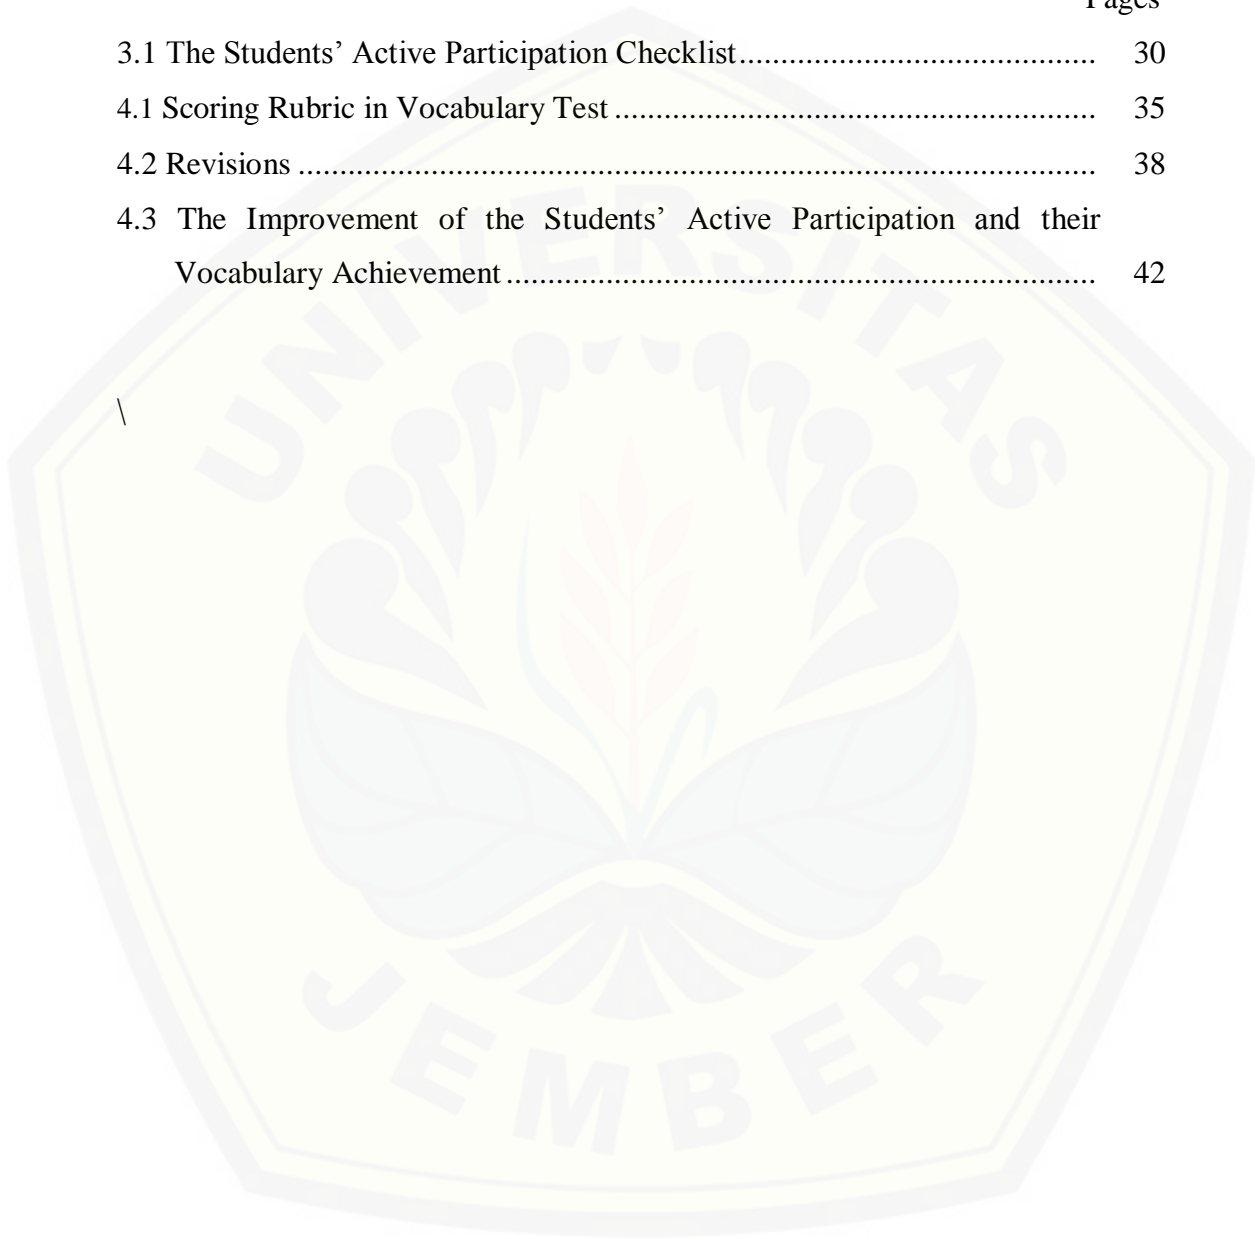 Pages
3.1 The Students’ Active Participation Checklist........................................... 30
4.1 Scoring Rubric in Vocabulary Test .......................................................... 35
4.2 Revisions ................................................................................................ 38
4.3 The Improvement of the Students’ Active Participation and their
Vocabulary Achievement ....................................................................... 42
\
UNIVERSITAS
JEMBER